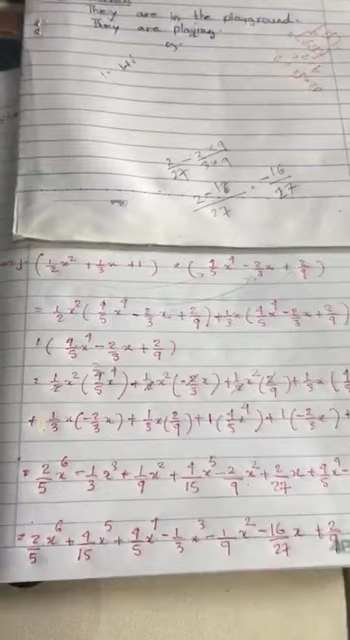 They are in the playground.
They are playing.
or
2/27 - 2×9/3×9
2-18/27 = -16/27
(1/2x² + 1/3x + 1) × (4/5x⁴ - 2/3x + 2/9)
= 1/2x² (4/5x⁴ - 2/3x + 2/9) + 1/3x (4/5x⁴ - 2/3x + 2/9)
1 (4/5x⁴ - 2/3x + 2/9)
= 1/2x² (4/5x⁴) + 1/2x² (-2/3x) + 1/2x² (2/9) + 1/3x (4/5
+ 1/3x (-2/3x) + 1/3x (2/9) + 1 (4/5x⁴) + 1 (-2/3x) +
= 2/5x⁶ - 1/3x³ + 1/9x² + 4/15x⁵ - 2/9x² + 2/27x + 4/5x⁴ -
= 2/5x⁶ + 4/15x⁵ + 4/5x⁴ - 1/3x³ - 1/9x² - 16/27x + 2/9